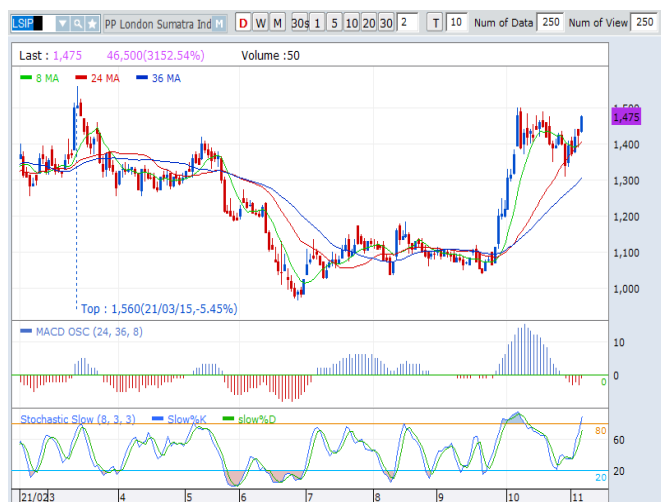 LSIP PP London Sumatra Ind M D W M 30s 1 5 10 20 30 2 T 10 Num of Data 250 Num of View 250
Last : 1,475 46,500(3152.54%) Volume :50
8 MA 24 MA 36 MA
1,500
1,475
1,400
1,300
1,200
1,100
1,000
Top : 1,560(21/03/15,-5.45%)
MACD OSC (24, 36, 8)
10
0
0
Stochastic Slow (8, 3, 3) Slow%K slow%D
80
60
20
20
21/02 3 4 5 6 7 8 9 10 11